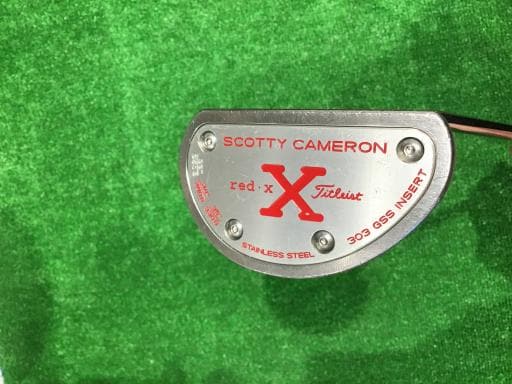 SCOTTY CAMERON
red.x X Titleist
303 GSS INSERT
STAINLESS STEEL